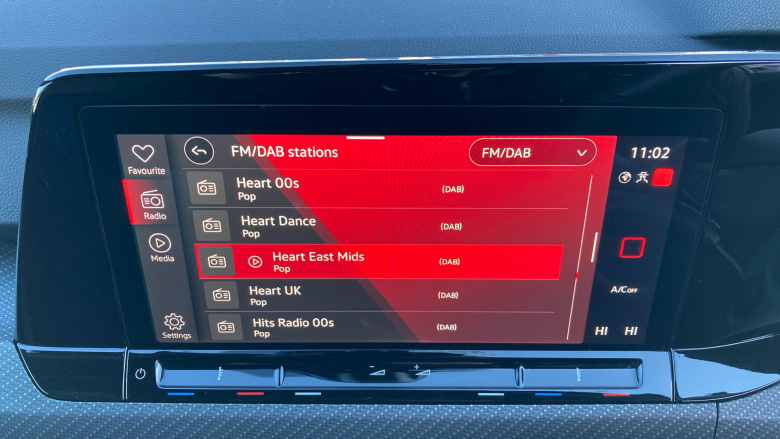 Favourite
Radio
Media
Settings
FM/DAB stations
FM/DAB
Heart 00s
Pop
(DAB)
Heart Dance
Pop
(DAB)
Heart East Mids
Pop
(DAB)
Heart UK
Pop
(DAB)
Hits Radio 00s
Pop
(DAB)
11:02
A/C OFF
HI HI
- +